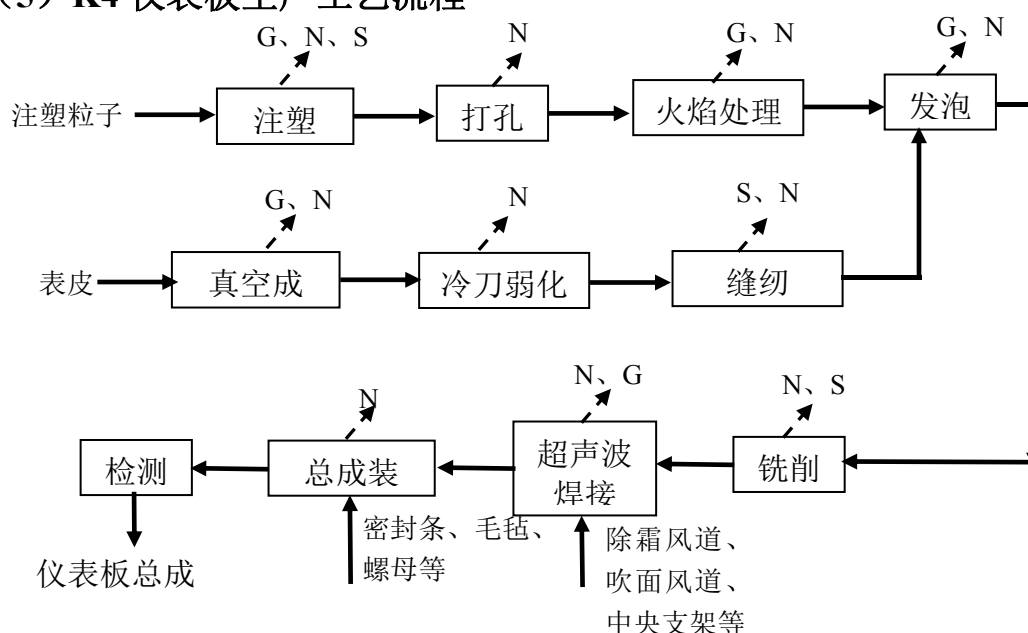 （3）K4 仪表板生产工艺流程
G、N、S
N
G、N
G、N
注塑粒子
注塑
打孔
火焰处理
发泡
G、N
N
S、N
表皮
真空成
冷刀弱化
缝纫
N
N、G
N、S
检测
总成装
超声波
焊接
铣削
密封条、毛毡、
螺母等
除霜风道、
吹面风道、
中央支架等
仪表板总成